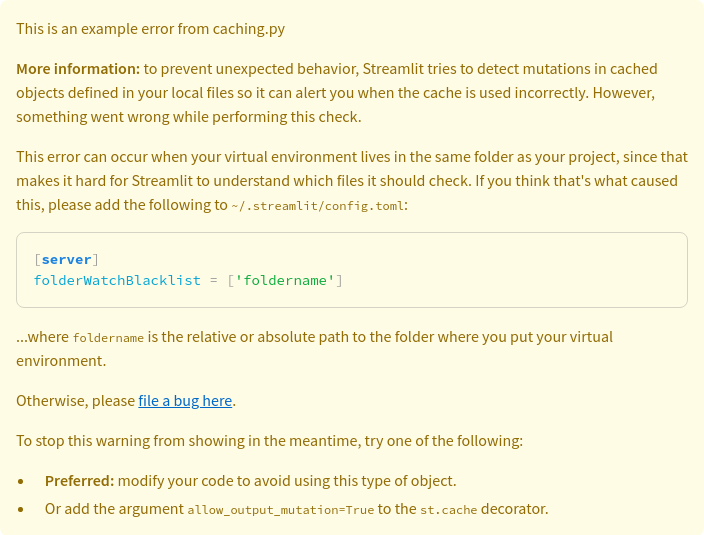 This is an example error from caching.py
More information: to prevent unexpected behavior, Streamlit tries to detect mutations in cached
objects defined in your local files so it can alert you when the cache is used incorrectly. However,
something went wrong while performing this check.
This error can occur when your virtual environment lives in the same folder as your project, since that
makes it hard for Streamlit to understand which files it should check. If you think that's what caused
this, please add the following to ~/.streamlit/config.toml:
[server]
folderWatchBlacklist = ['foldername']
...where foldername is the relative or absolute path to the folder where you put your virtual
environment.
Otherwise, please file a bug here.
To stop this warning from showing in the meantime, try one of the following:
• Preferred: modify your code to avoid using this type of object.
• Or add the argument allow_output_mutation=True to the st.cache decorator.